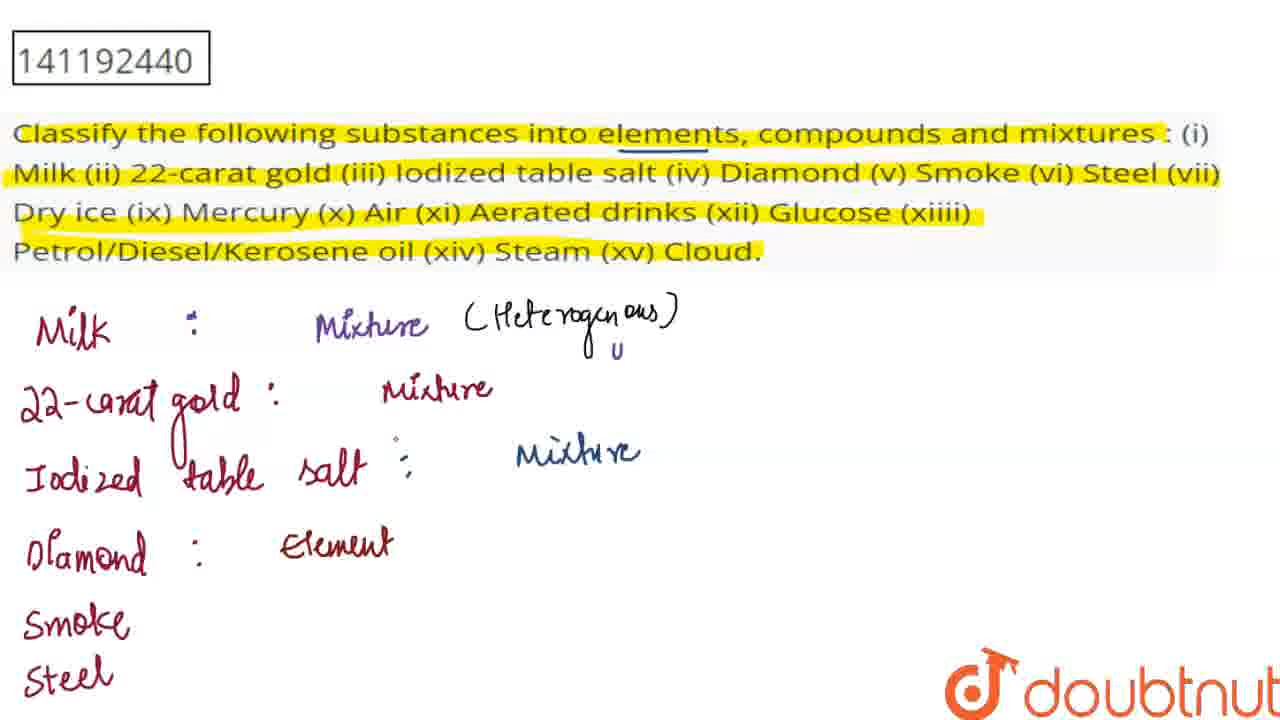 141192440
Classify the following substances into elements, compounds and mixtures : (i)
Milk (ii) 22-carat gold (iii) Iodized table salt (iv) Diamond (v) Smoke (vi) Steel (vii)
Dry ice (ix) Mercury (x) Air (xi) Aerated drinks (xii) Glucose (xiiii)
Petrol/Diesel/Kerosene oil (xiv) Steam (xv) Cloud.
Milk : Mixture (Heterogenous)
22-carat gold : Mixture
Iodized table salt : Mixture
Diamond : Element
Smoke
Steel
doubtnut